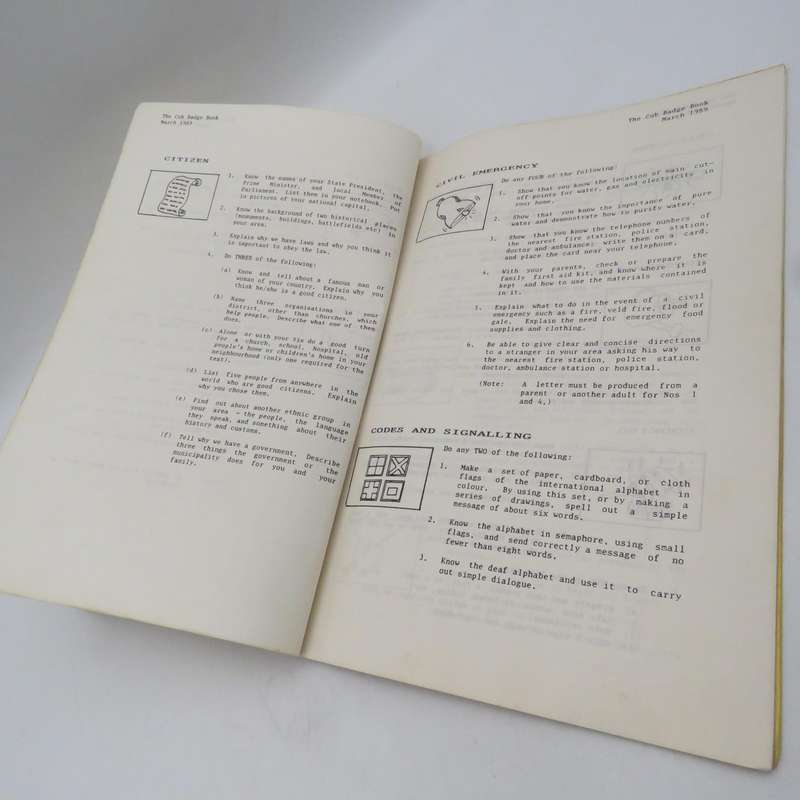 The Cub Badge Book
March 1989
CITIZEN
1. Know the names of your State President, the
Prime Minister, and local Member of
Parliament. List them in your notebook. Put
in pictures of your national capital.
2. Know the background of two historical places
(monuments, buildings, battlefields etc) in
your area.
3. Explain why we have laws and why you think it
is important to obey the law.
4. Do THREE of the following:
(a) Know and tell about a famous man or
woman of your country. Explain why you
think he/she is a good citizen.
(b) Name three organisations in your
district, other than churches, which
help people. Describe what one of them
does.
(c) Alone or with your Six do a good turn
for a church, school, hospital, old
people's home or children's home in your
neighbourhood (only one required for the
test).
(d) List five people from anywhere in the
world who are good citizens. Explain
why you chose them.
(e) Find out about another ethnic group in
your area - the people, the language
they speak, and something about their
history and customs.
(f) Tell why we have a government. Describe
three things the government or the
municipality does for you and your
family.
The Cub Badge Book
March 1989
CIVIL EMERGENCY
Do any FOUR of the following:
1. Show that you know the location of main cut-
off points for water, gas and electricity in
your home.
2. Show that you know the importance of pure
water and demonstrate how to purify water.
3. Show that you know the telephone numbers of
the nearest fire station, police station,
doctor and ambulance; write them on a card,
and place the card near your telephone.
4. With your parents, check or prepare the
family first aid kit, and know where it is
kept and how to use the materials contained
in it.
5. Explain what to do in the event of a civil
emergency such as a fire, veld fire, flood or
gale. Explain the need for emergency food
supplies and clothing.
6. Be able to give clear and concise directions
to a stranger in your area asking his way to
the nearest fire station, police station,
doctor, ambulance station or hospital.
(Note: A letter must be produced from a
parent or another adult for Nos 1
and 4.)
CODES AND SIGNALLING
Do any TWO of the following:
1. Make a set of paper, cardboard, or cloth
flags of the international alphabet in
colour. By using this set, or by making a
series of drawings, spell out a simple
message of about six words.
2. Know the alphabet in semaphore, using small
flags, and send correctly a message of no
fewer than eight words.
3. Know the deaf alphabet and use it to carry
out simple dialogue.